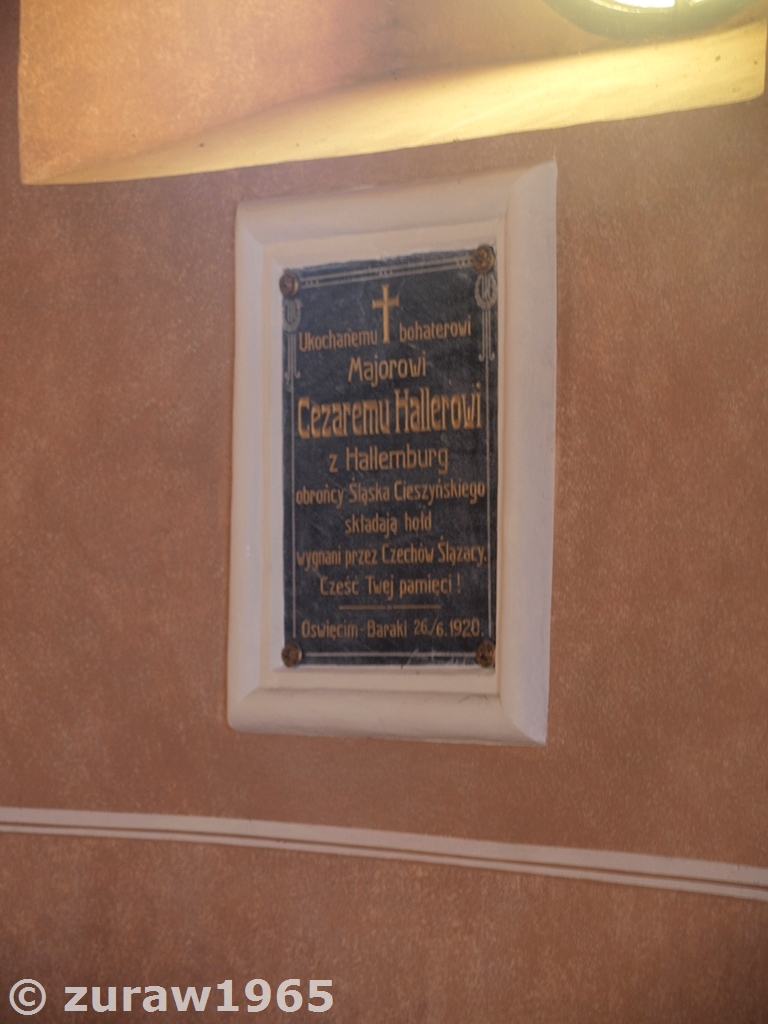 Ukochanemu bohaterowi
Majorowi
Cezaremu Hallerowi
z Hallemburg
obrońcy Śląska Cieszyńskiego
składają hołd
wygnani przez Czechów Ślązacy.
Cześć Twej pamięci!
Oświęcim-Baraki 26/6.1920.
© zuraw1965